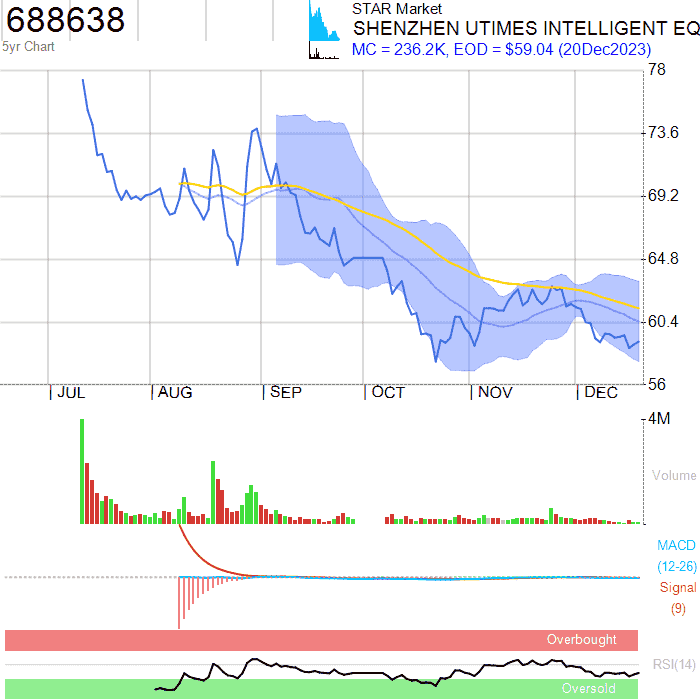 688638
5yr Chart
STAR Market
SHENZHEN UTIMES INTELLIGENT EQ
MC = 236.2K, EOD = $59.04 (20Dec2023)
78
73.6
69.2
64.8
60.4
56
JUL AUG SEP OCT NOV DEC
4M
Volume
MACD
(12-26)
Signal
(9)
Overbought
RSI(14)
Oversold